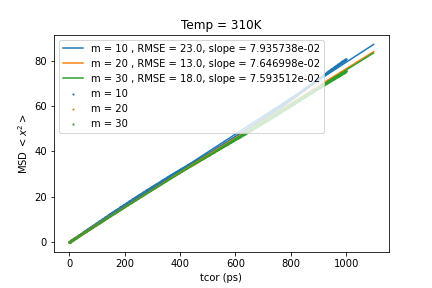 Temp = 310K
m = 10 , RMSE = 23.0, slope = 7.935738e-02
m = 20 , RMSE = 13.0, slope = 7.646998e-02
m = 30 , RMSE = 18.0, slope = 7.593512e-02
m = 10
m = 20
m = 30
MSD < x² >
80
60
40
20
0
0 200 400 600 800 1000
tcor (ps)